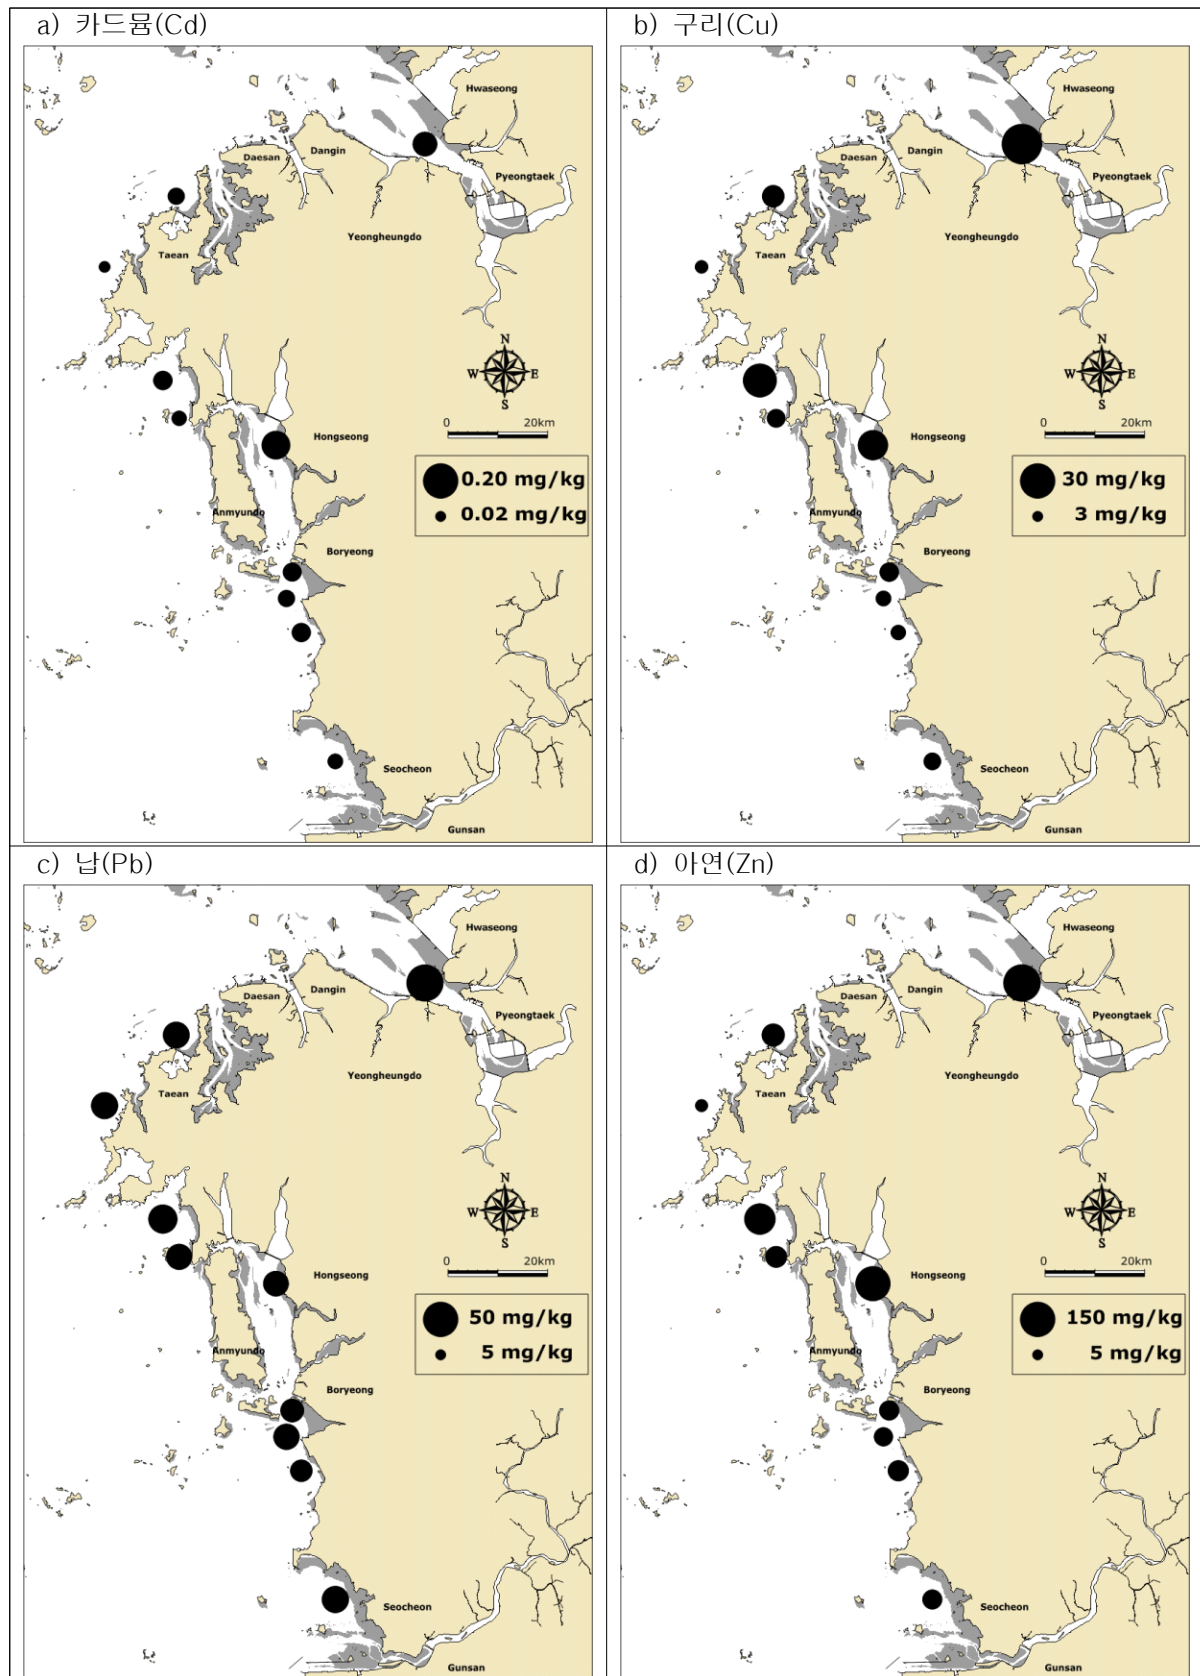 a) 카드뮴(Cd)
Hwaseong
Daesan
Dangin
Pyeongtaek
Yeongheungdo
Taean
N
W E
S
0 20km
Hongseong
0.20 mg/kg
0.02 mg/kg
Anmyundo
Boryeong
Seocheon
Gunsan
b) 구리(Cu)
Hwaseong
Daesan
Dangin
Pyeongtaek
Yeongheungdo
Taean
N
W E
S
0 20km
Hongseong
30 mg/kg
3 mg/kg
Anmyundo
Boryeong
Seocheon
Gunsan
c) 납(Pb)
Hwaseong
Daesan
Dangin
Pyeongtaek
Yeongheungdo
Taean
N
W E
S
0 20km
Hongseong
50 mg/kg
5 mg/kg
Anmyundo
Boryeong
Seocheon
Gunsan
d) 아연(Zn)
Hwaseong
Daesan
Dangin
Pyeongtaek
Yeongheungdo
Taean
N
W E
S
0 20km
Hongseong
150 mg/kg
5 mg/kg
Anmyundo
Boryeong
Seocheon
Gunsan